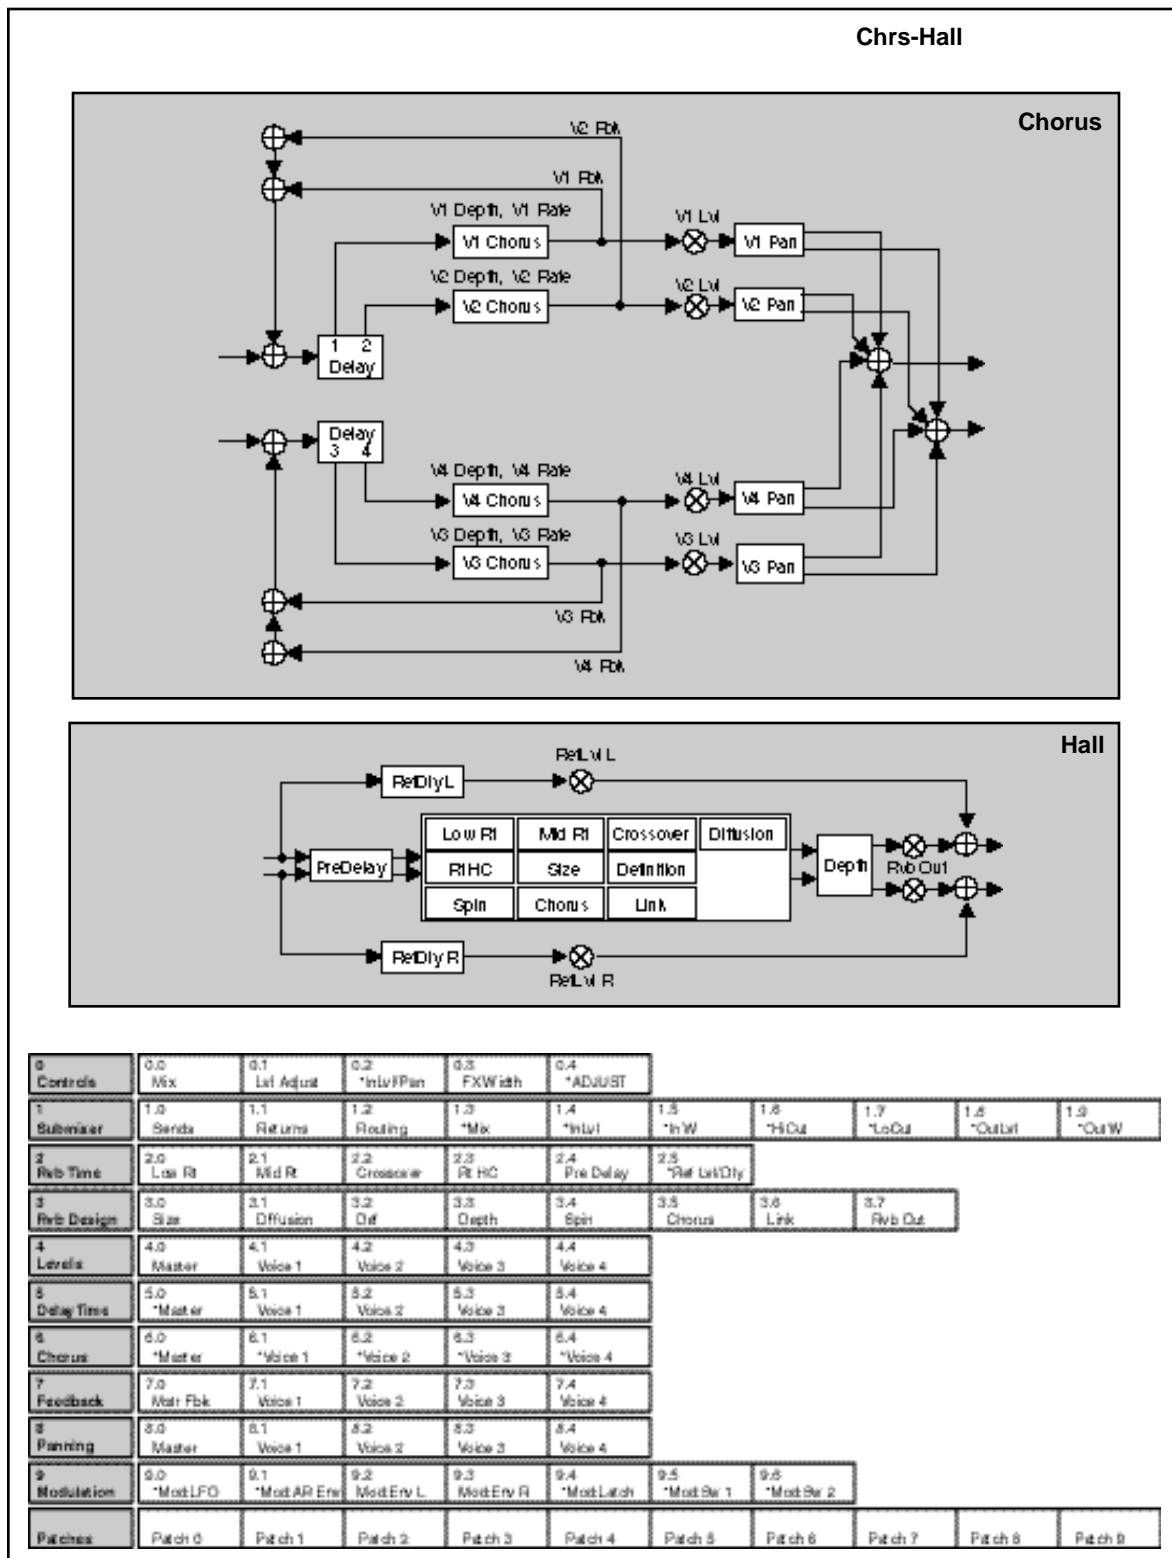 Chrs-Hall
Chorus
V2 Fbk
V1 Fbk
V1 Depth, V1 Rate
V1 Lvl
V1 Chorus
V1 Pan
V2 Depth, V2 Rate
V2 Lvl
V2 Chorus
V2 Pan
1 2
Delay
Delay
3 4
V4 Depth, V4 Rate
V4 Lvl
V4 Chorus
V4 Pan
V3 Depth, V3 Rate
V3 Lvl
V3 Chorus
V3 Pan
V3 Fbk
V4 Fbk
Hall
RefLvl L
RefDly L
Low Rt Mid Rt Crossover Diffusion
PreDelay Rt HC Size Definition Depth Rvb Out
Spin Chorus Link
RefDly R
RefLvl R
0 0.0 0.1 0.2 0.3 0.4
Controls Mix Lvl Adjust *InLvl/Pan FXWidth *ADJUST
1 1.0 1.1 1.2 1.3 1.4 1.5 1.6 1.7 1.8 1.9
Submixer Sends Returns Routing *Mix *InLvl *In W *HiCut *LoCut *OutLvl *Out W
2 2.0 2.1 2.2 2.3 2.4 2.5
Rvb Time Low Rt Mid Rt Crossover Rt HC Pre Delay *Ref Lvl/Dly
3 3.0 3.1 3.2 3.3 3.4 3.5 3.6 3.7
Rvb Design Size Diffusion Def Depth Spin Chorus Link Rvb Out
4 4.0 4.1 4.2 4.3 4.4
Levels Master Voice 1 Voice 2 Voice 3 Voice 4
5 5.0 5.1 5.2 5.3 5.4
Delay Time *Master Voice 1 Voice 2 Voice 3 Voice 4
6 6.0 6.1 6.2 6.3 6.4
Chorus *Master *Voice 1 *Voice 2 *Voice 3 *Voice 4
7 7.0 7.1 7.2 7.3 7.4
Feedback Mstr Fbk Voice 1 Voice 2 Voice 3 Voice 4
8 8.0 8.1 8.2 8.3 8.4
Panning Master Voice 1 Voice 2 Voice 3 Voice 4
9 9.0 9.1 9.2 9.3 9.4 9.5 9.6
Modulation *Mod:LFO *Mod:AR Env Mod:Env L Mod:Env R *Mod:Latch *Mod:Sw 1 *Mod:Sw 2
Patches Patch 0 Patch 1 Patch 2 Patch 3 Patch 4 Patch 5 Patch 6 Patch 7 Patch 8 Patch 9